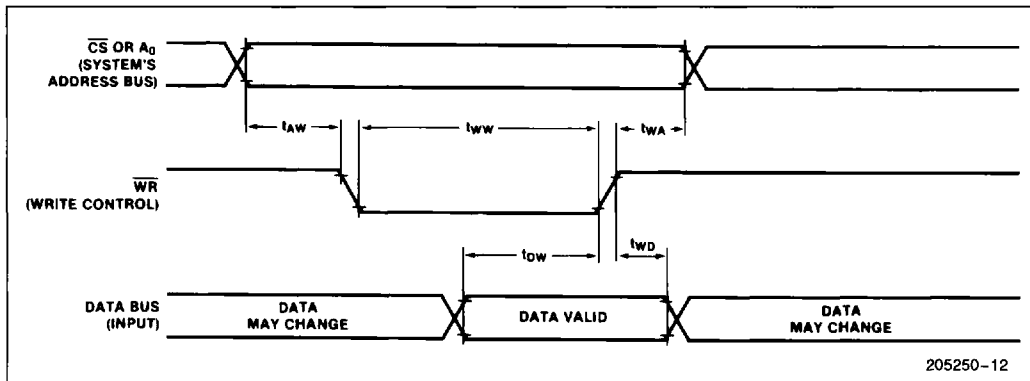 CS OR A0
(SYSTEM'S
ADDRESS BUS)
tAW
tWW
tWA
WR
(WRITE CONTROL)
tDW
tWD
DATA BUS
(INPUT)
DATA
MAY CHANGE
DATA VALID
DATA
MAY CHANGE
205250-12